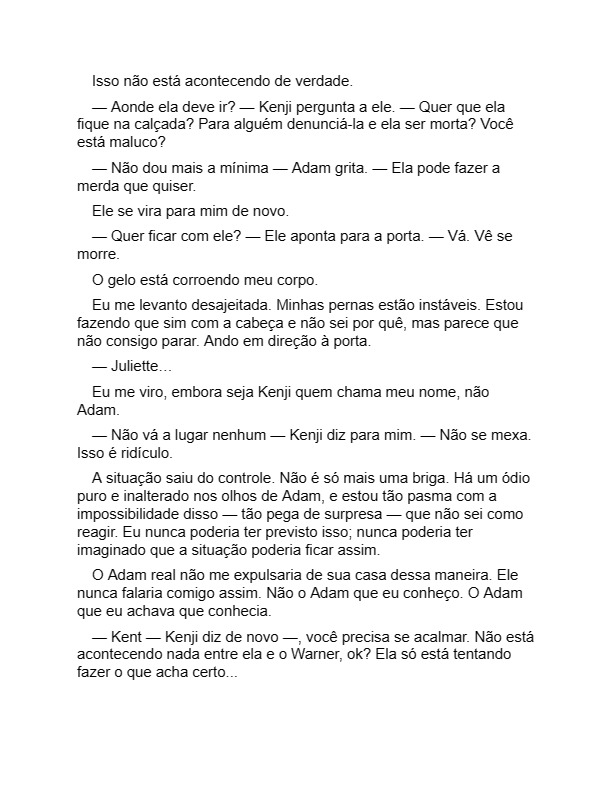 Isso não está acontecendo de verdade.
— Aonde ela deve ir? — Kenji pergunta a ele. — Quer que ela
fique na calçada? Para alguém denunciá-la e ela ser morta? Você
está maluco?
— Não dou mais a mínima — Adam grita. — Ela pode fazer a
merda que quiser.
Ele se vira para mim de novo.
— Quer ficar com ele? — Ele aponta para a porta. — Vá. Vê se
morre.
O gelo está corroendo meu corpo.
Eu me levanto desajeitada. Minhas pernas estão instáveis. Estou
fazendo que sim com a cabeça e não sei por quê, mas parece que
não consigo parar. Ando em direção à porta.
— Juliette…
Eu me viro, embora seja Kenji quem chama meu nome, não
Adam.
— Não vá a lugar nenhum — Kenji diz para mim. — Não se mexa.
Isso é ridículo.
A situação saiu do controle. Não é só mais uma briga. Há um ódio
puro e inalterado nos olhos de Adam, e estou tão pasma com a
impossibilidade disso — tão pega de surpresa — que não sei como
reagir. Eu nunca poderia ter previsto isso; nunca poderia ter
imaginado que a situação poderia ficar assim.
O Adam real não me expulsaria de sua casa dessa maneira. Ele
nunca falaria comigo assim. Não o Adam que eu conheço. O Adam
que eu achava que conhecia.
— Kent — Kenji diz de novo —, você precisa se acalmar. Não está
acontecendo nada entre ela e o Warner, ok? Ela só está tentando
fazer o que acha certo...